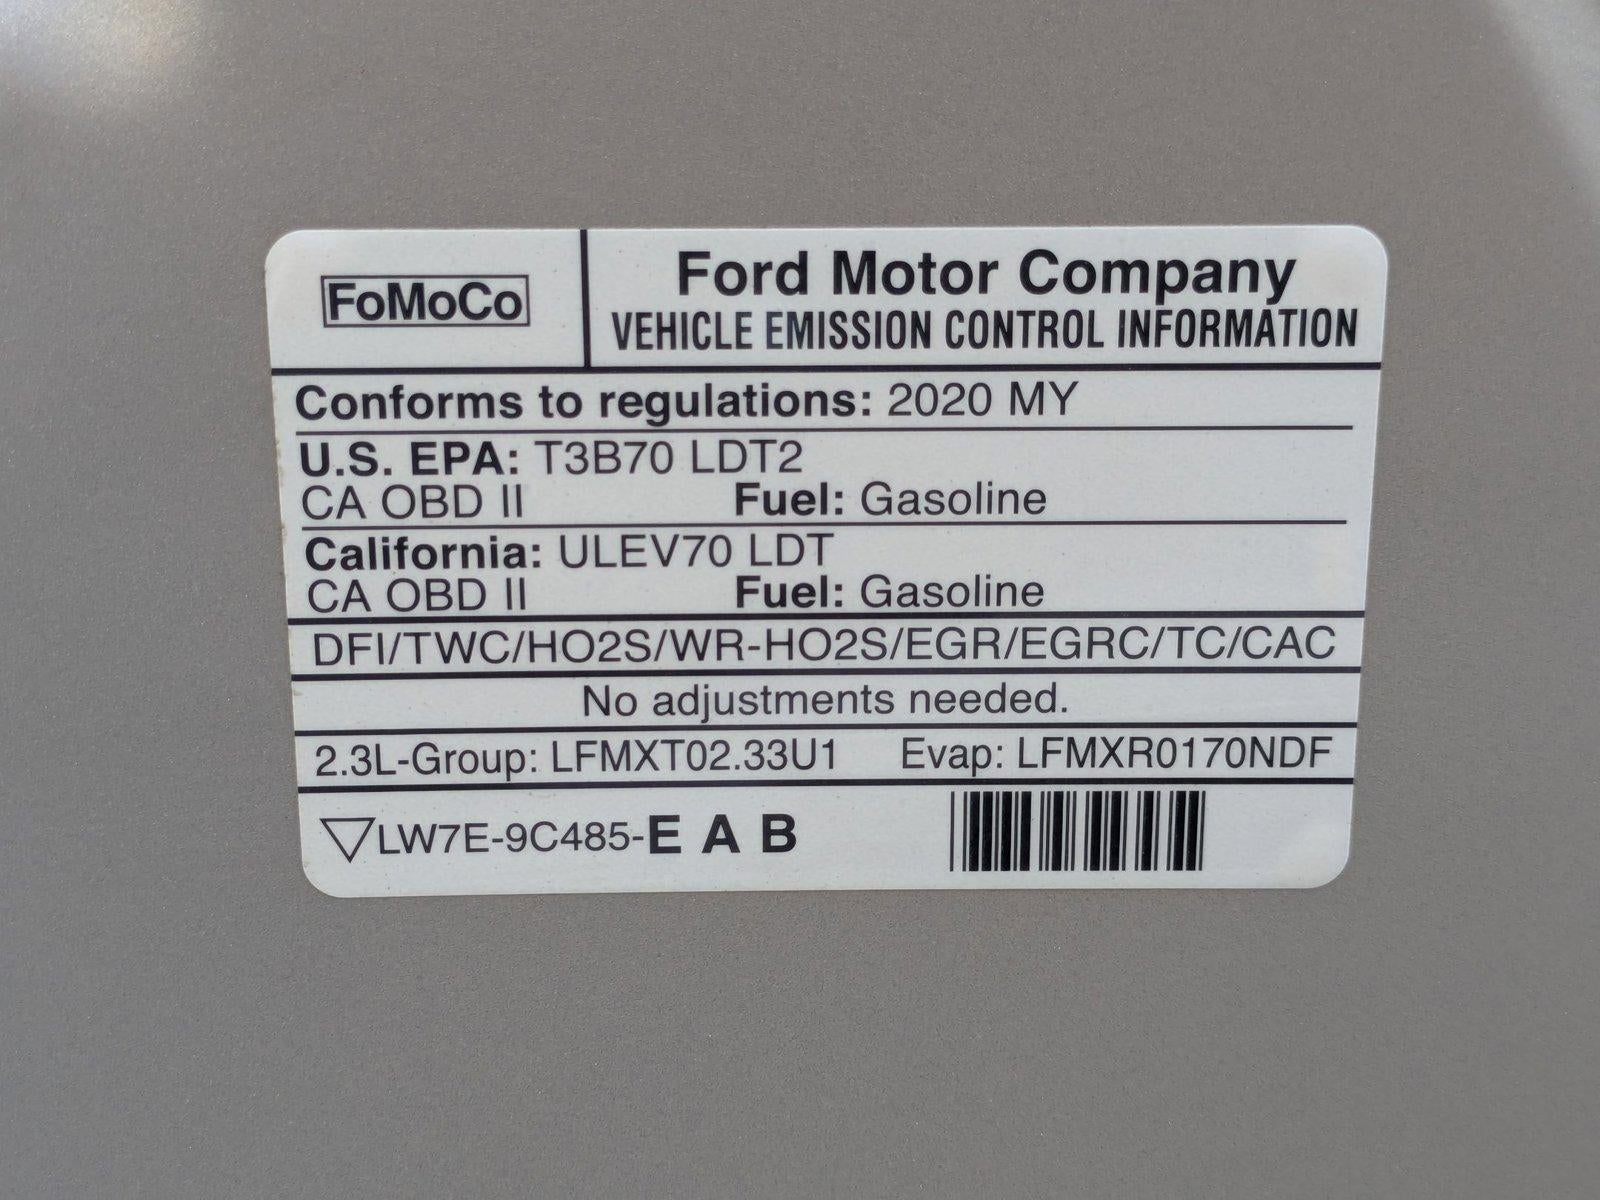 FoMoCo
Ford Motor Company
VEHICLE EMISSION CONTROL INFORMATION
Conforms to regulations: 2020 MY
U.S. EPA: T3B70 LDT2
CA OBD II Fuel: Gasoline
California: ULEV70 LDT
CA OBD II Fuel: Gasoline
DFI/TWC/HO2S/WR-HO2S/EGR/EGRC/TC/CAC
No adjustments needed.
2.3L-Group: LFMXT02.33U1 Evap: LFMXR0170NDF
LW7E-9C485-E A B